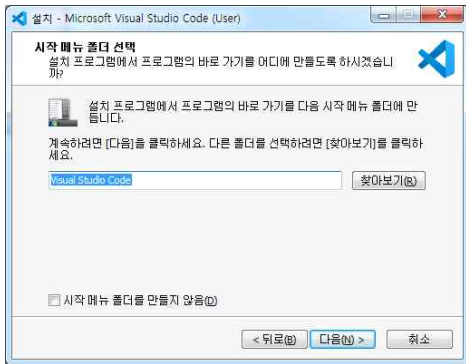 설치 - Microsoft Visual Studio Code (User)
시작 메뉴 폴더 선택
설치 프로그램에서 프로그램의 바로 가기를 어디에 만들도록 하시겠습니
까?
설치 프로그램에서 프로그램의 바로 가기를 다음 시작 메뉴 폴더에 만
듭니다.
계속하려면 [다음]을 클릭하세요. 다른 폴더를 선택하려면 [찾아보기]를 클릭하
세요.
Visual Studio Code
찾아보기(R)
시작 메뉴 폴더를 만들지 않음(D)
< 뒤로(B)
다음(N) >
취소